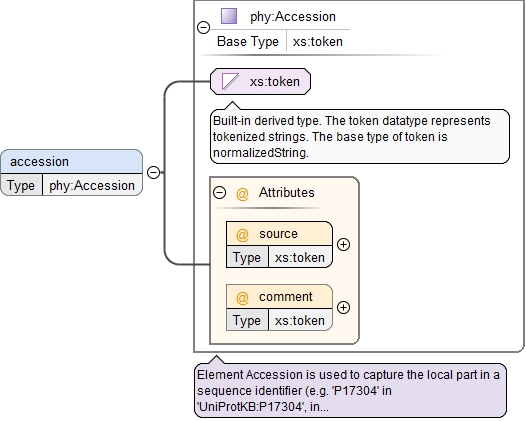 phy:Accession
Base Type xs:token
xs:token
Built-in derived type. The token datatype represents
tokenized strings. The base type of token is
normalizedString.
accession
Type phy:Accession
@ Attributes
@ source
Type xs:token
@ comment
Type xs:token
Element Accession is used to capture the local part in a
sequence identifier (e.g. 'P17304' in
'UniProtKB:P17304', in...